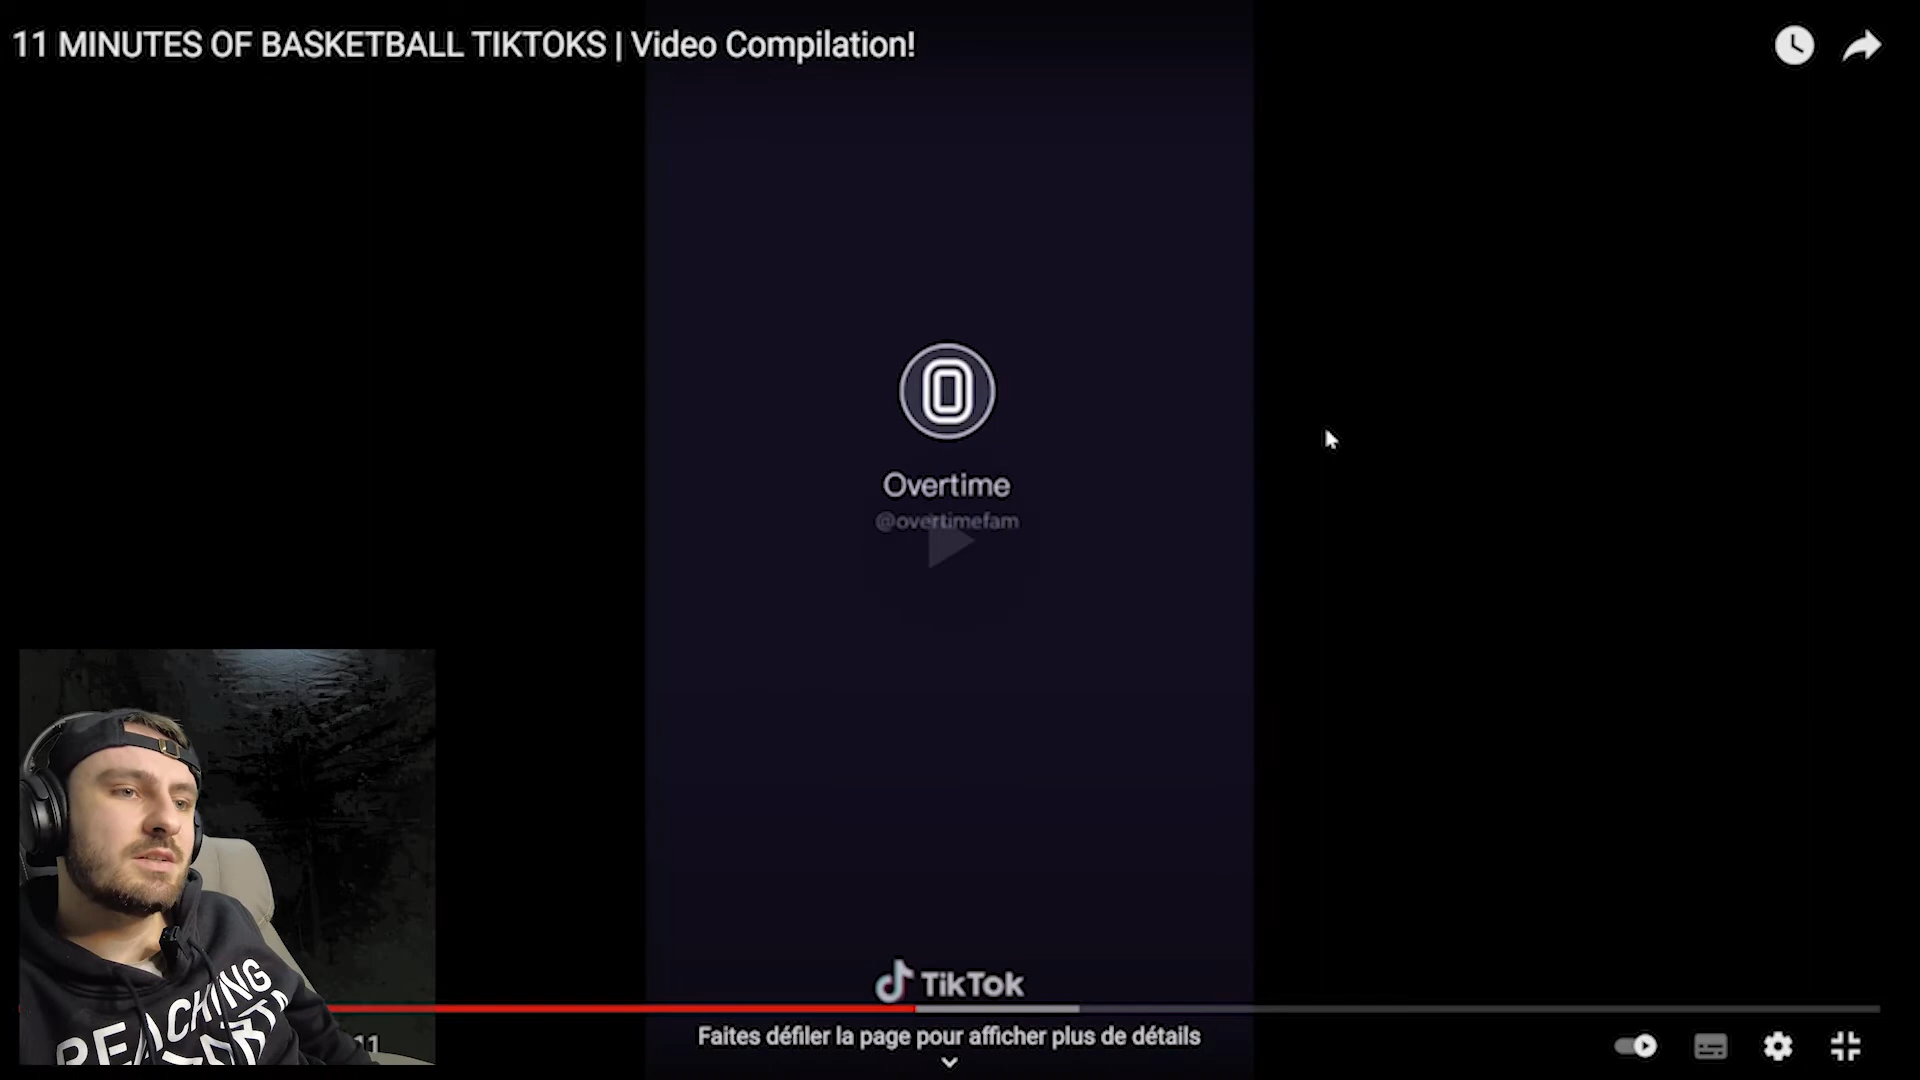 11 MINUTES OF BASKETBALL TIKTOKS | Video Compilation!
Overtime
@overtimefam
TikTok
Faites défiler la page pour afficher plus de détails
REACHING